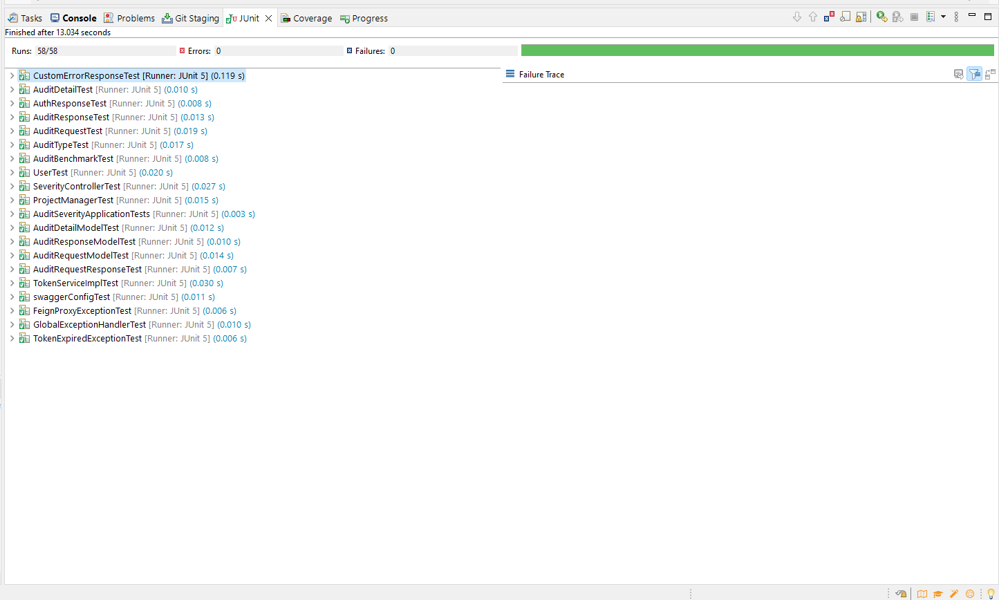 Tasks Console Problems Git Staging JUnit Coverage Progress
Finished after 13.034 seconds
Runs: 58/58 Errors: 0 Failures: 0
CustomErrorResponseTest [Runner: JUnit 5] (0.119 s)
Failure Trace
AuditDetailTest [Runner: JUnit 5] (0.010 s)
AuthResponseTest [Runner: JUnit 5] (0.008 s)
AuditResponseTest [Runner: JUnit 5] (0.013 s)
AuditRequestTest [Runner: JUnit 5] (0.019 s)
AuditTypeTest [Runner: JUnit 5] (0.017 s)
AuditBenchmarkTest [Runner: JUnit 5] (0.008 s)
UserTest [Runner: JUnit 5] (0.020 s)
SeverityControllerTest [Runner: JUnit 5] (0.027 s)
ProjectManagerTest [Runner: JUnit 5] (0.015 s)
AuditSeverityApplicationTests [Runner: JUnit 5] (0.003 s)
AuditDetailModelTest [Runner: JUnit 5] (0.012 s)
AuditResponseModelTest [Runner: JUnit 5] (0.010 s)
AuditRequestModelTest [Runner: JUnit 5] (0.014 s)
AuditRequestResponseTest [Runner: JUnit 5] (0.007 s)
TokenServiceImplTest [Runner: JUnit 5] (0.030 s)
swaggerConfigTest [Runner: JUnit 5] (0.011 s)
FeignProxyExceptionTest [Runner: JUnit 5] (0.006 s)
GlobalExceptionHandlerTest [Runner: JUnit 5] (0.010 s)
TokenExpiredExceptionTest [Runner: JUnit 5] (0.006 s)